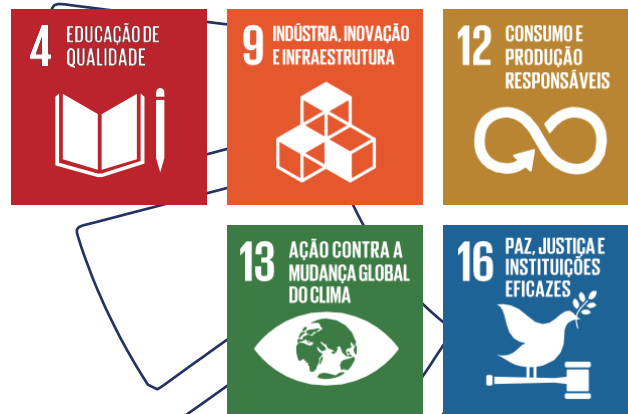 4 EDUCAÇÃO DE
QUALIDADE
9 INDÚSTRIA, INOVAÇÃO
E INFRAESTRUTURA
12 CONSUMO E
PRODUÇÃO
RESPONSÁVEIS
13 AÇÃO CONTRA A
MUDANÇA GLOBAL
DO CLIMA
16 PAZ, JUSTIÇA E
INSTITUIÇÕES
EFICAZES